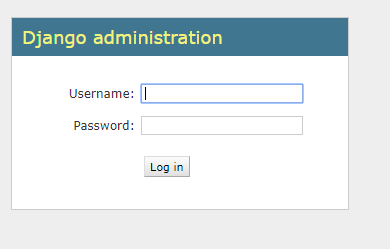 Django administration
Username:
Password:
Log in